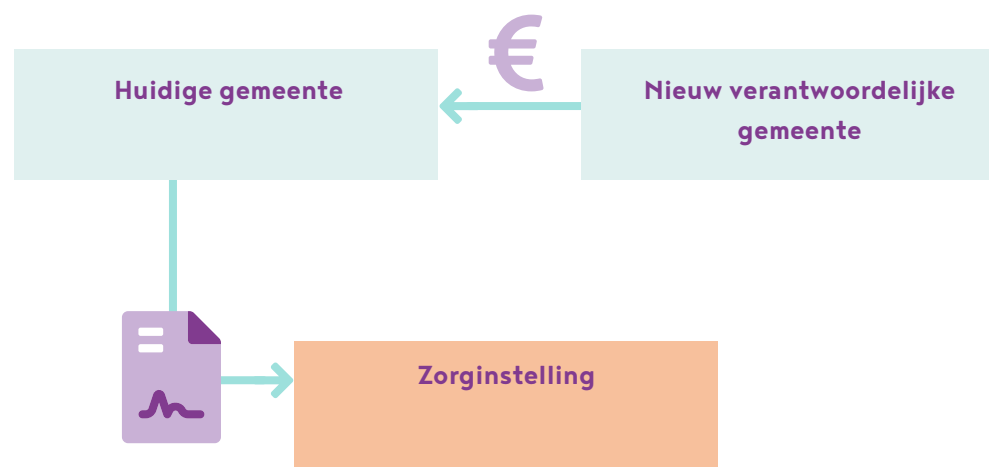 €
Huidige gemeente
Nieuw verantwoordelijke
gemeente
Zorginstelling